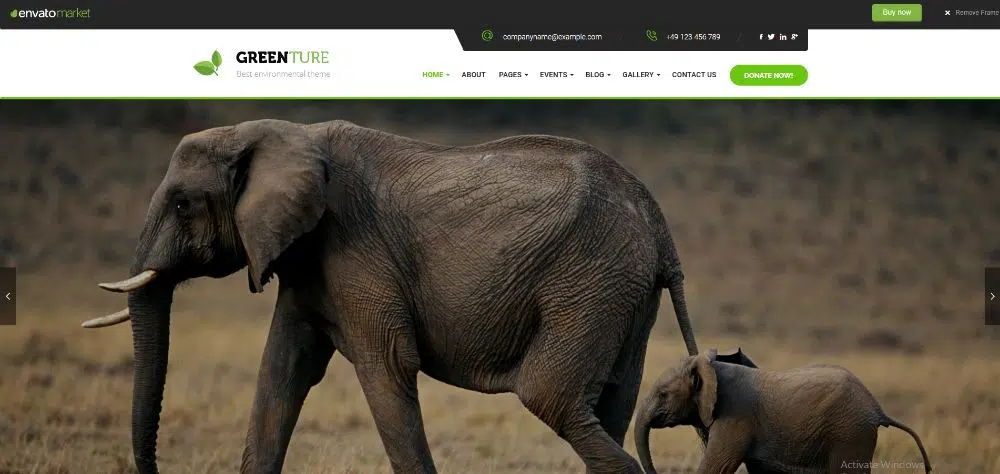 envatomarket
Buy now
Remove Frame
companyname@example.com
+49 123 456 789
GREENTURE
Best environmental theme
HOME
ABOUT
PAGES
EVENTS
BLOG
GALLERY
CONTACT US
DONATE NOW!
Activate Windows